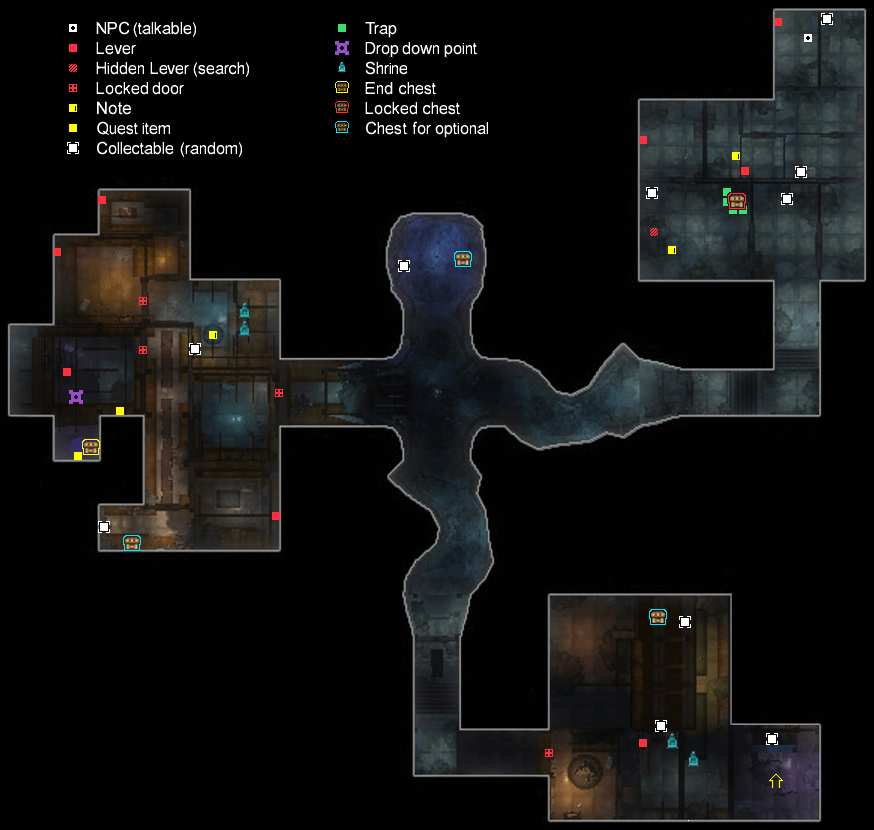 NPC (talkable)
Lever
Hidden Lever (search)
Locked door
Note
Quest item
Collectable (random)
Trap
Drop down point
Shrine
End chest
Locked chest
Chest for optional